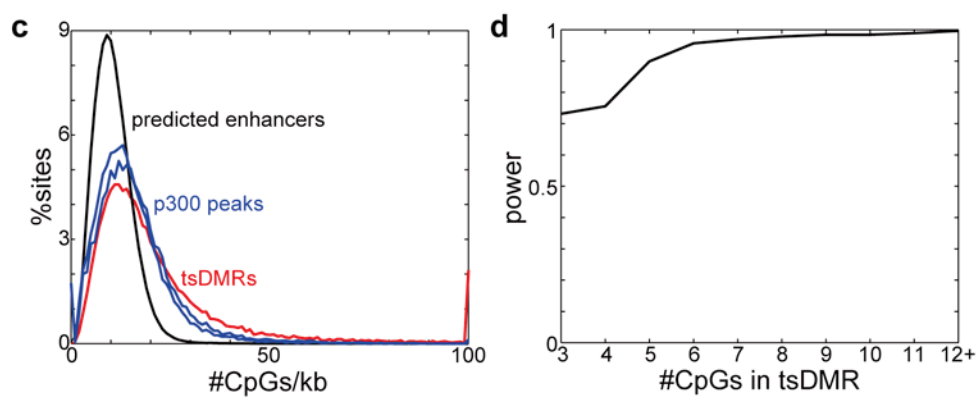 c
9
6
3
0
%sites
predicted enhancers
p300 peaks
tsDMRs
0
50
100
#CpGs/kb
d
1
0.5
0
power
3 4 5 6 7 8 9 10 11 12+
#CpGs in tsDMR